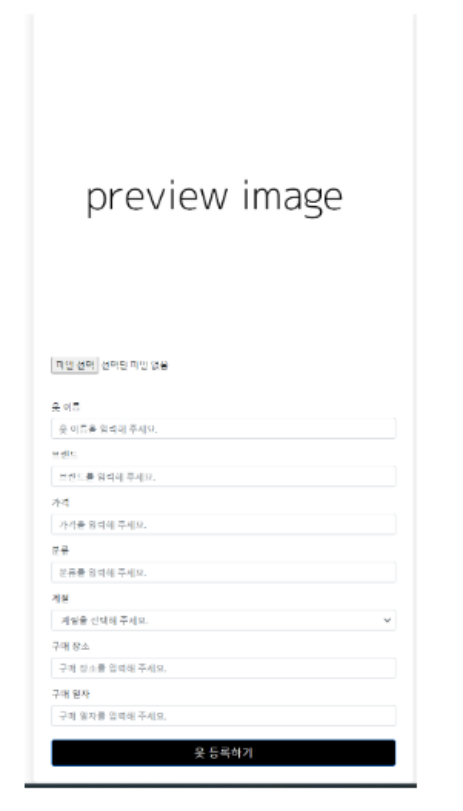 preview image
파일 선택 선택된 파일 없음
옷 이름
옷 이름을 입력해 주세요.
브랜드
브랜드를 입력해 주세요.
가격
가격을 입력해 주세요.
분류
분류를 입력해 주세요.
계절
계절을 선택해 주세요.
구매 장소
구매 장소를 입력해 주세요.
구매 일자
구매 일자를 입력해 주세요.
옷 등록하기